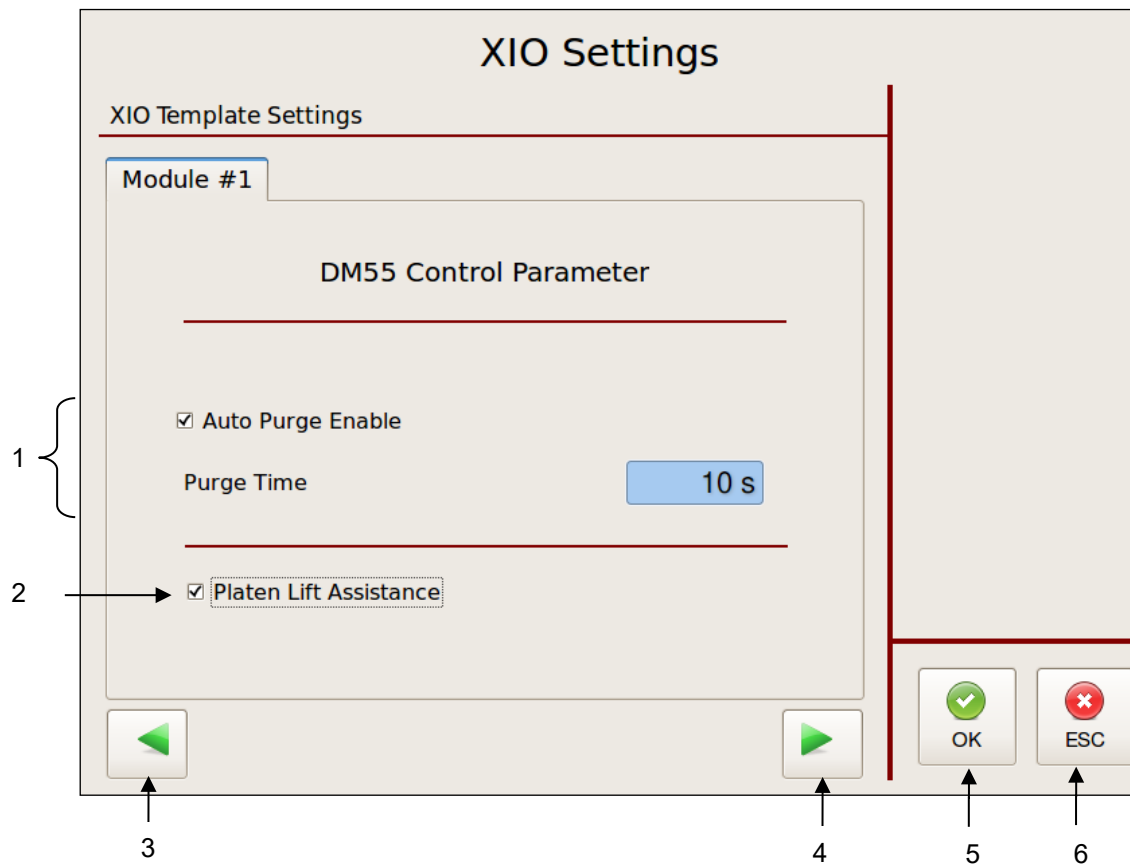 XIO Settings
XIO Template Settings
Module #1
DM55 Control Parameter
Auto Purge Enable
1
Purge Time 10 s
2 Platen Lift Assistance
OK ESC
3 4 5 6